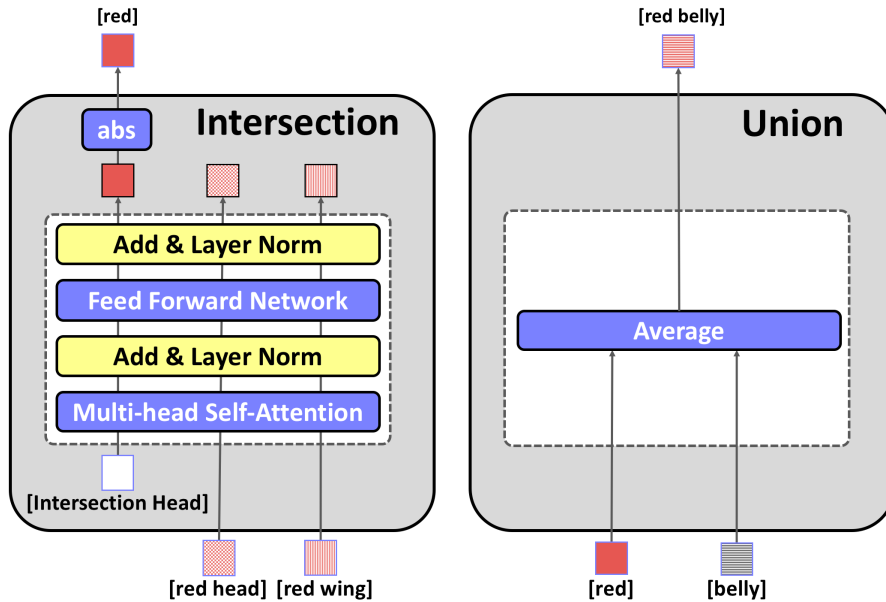 [red]
Intersection
abs
Add & Layer Norm
Feed Forward Network
Add & Layer Norm
Multi-head Self-Attention
[Intersection Head]
[red head]
[red wing]
[red belly]
Union
Average
[red]
[belly]